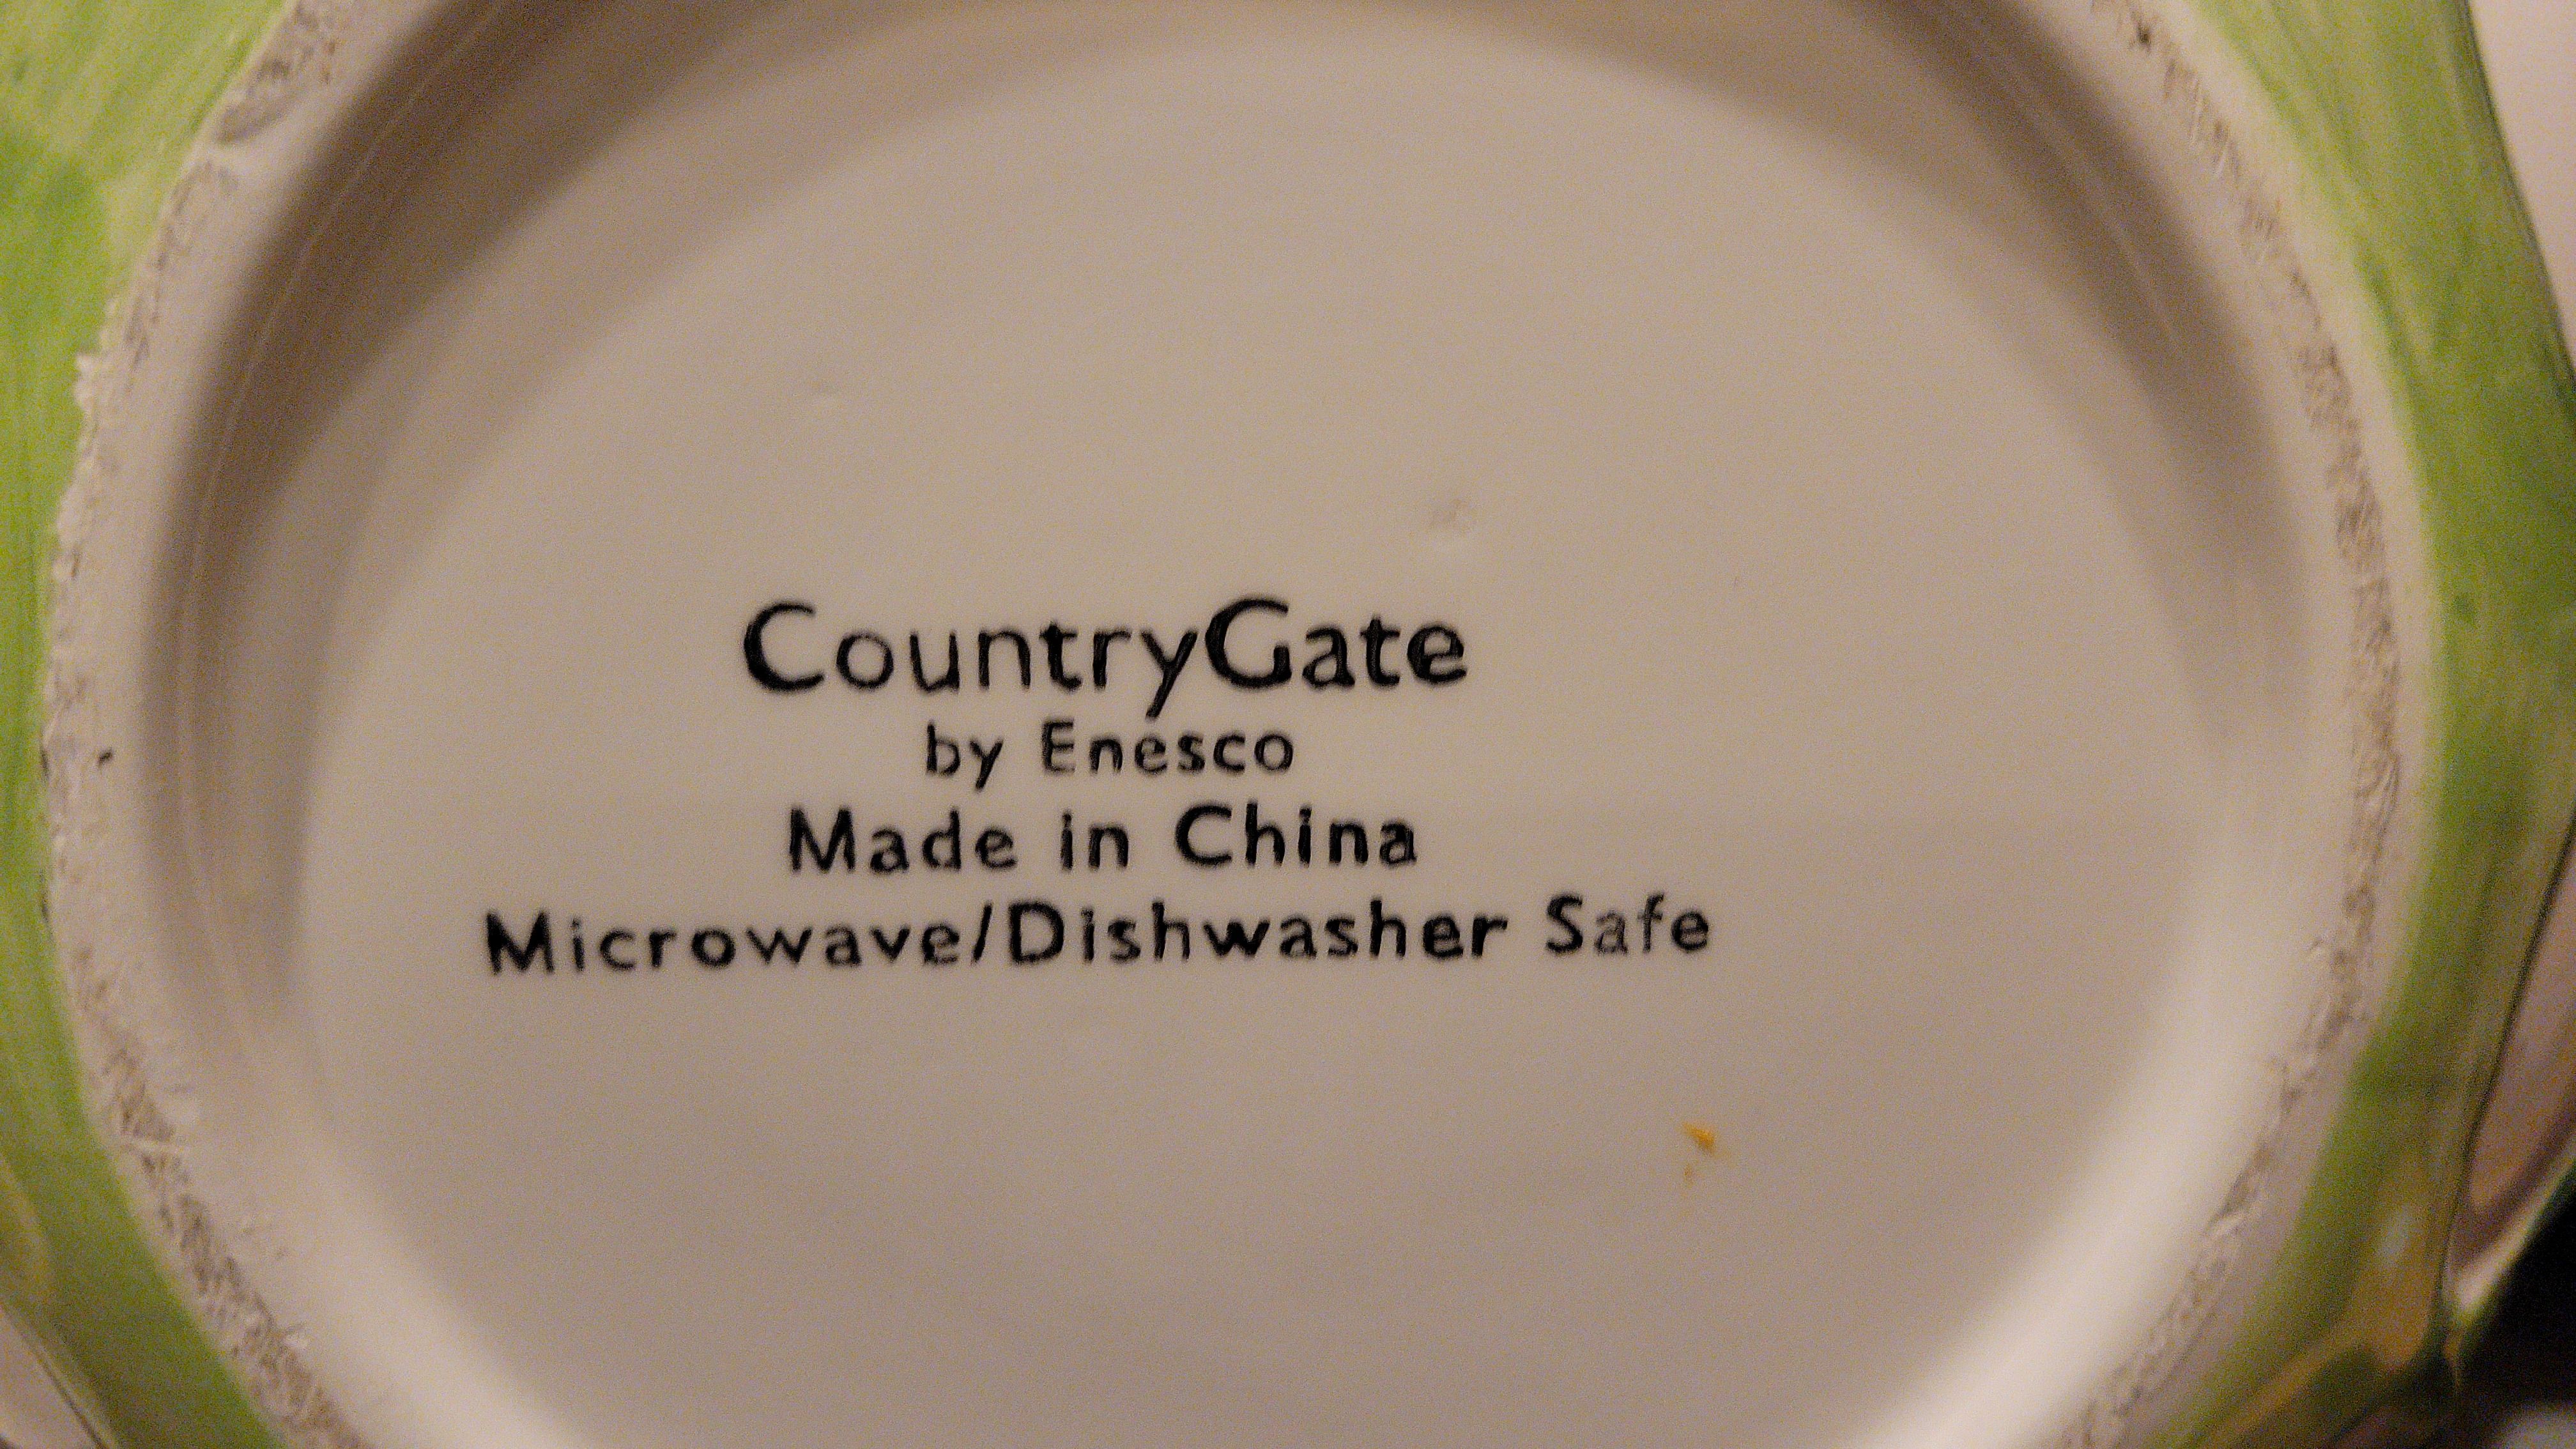 CountryGate
by Enesco
Made in China
Microwave/Dishwasher Safe